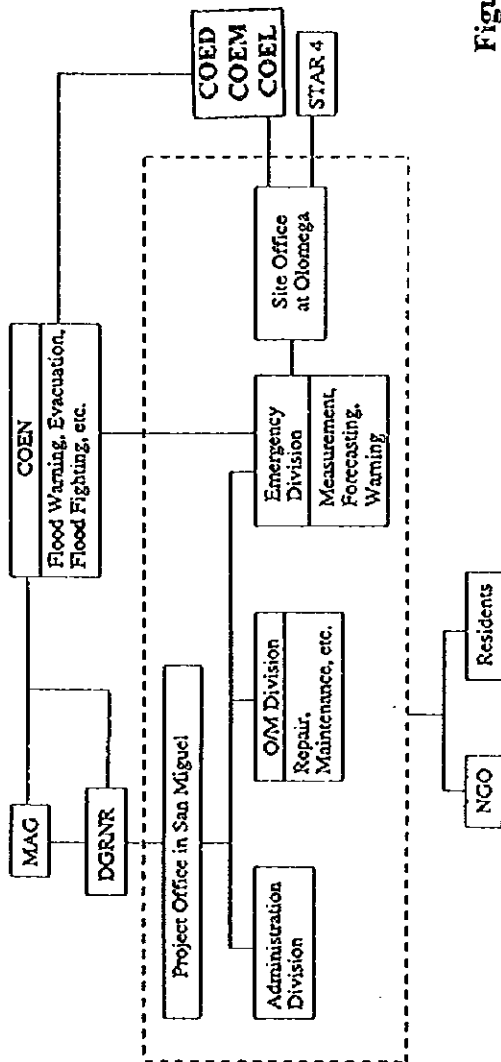 MAG
DGRNR
COEN
Flood Warning, Evacuation,
Flood Fighting, etc.
COED
COEM
COEL
STAR 4
Project Office in San Miguel
Administration
Division
O/M Division
Repair,
Maintenance, etc.
Emergency
Division
Measurement,
Forecasting,
Warning
Site Office
at Olomega
NGO
Residents